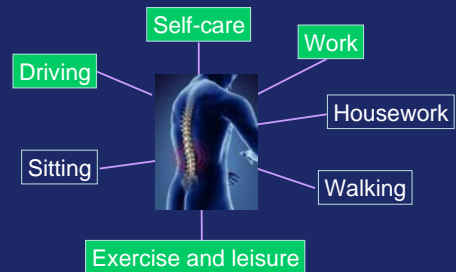 Self-care
Work
Driving
Housework
Sitting
Walking
Exercise and leisure